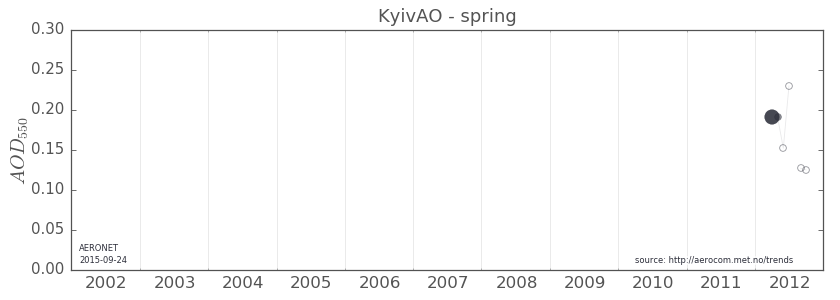 KyivAO - spring
0.30
0.25
0.20
0.15
0.10
0.05
0.00
AOD550
AERONET
2015-09-24
source: http://aerocom.met.no/trends
2002 2003 2004 2005 2006 2007 2008 2009 2010 2011 2012